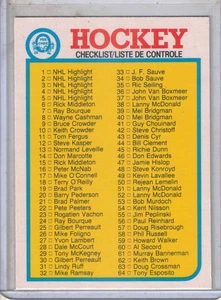 HOCKEY
CHECKLIST/LISTE DE CONTROLE
1 □ NHL Highlight
2 □ NHL Highlight
3 □ NHL Highlight
4 □ NHL Highlight
5 □ NHL Highlight
6 □ Rick Middleton
7 □ Ray Bourque
8 □ Wayne Cashman
9 □ Bruce Crowder
10 □ Keith Crowder
11 □ Tom Fergus
12 □ Steve Kasper
13 □ Normand Leveille
14 □ Don Marcotte
15 □ Rick Middleton
16 □ Peter McNab
17 □ Mike O'Connell
18 □ Terry O'Reilly
19 □ Brad Park
20 □ Barry Pederson
21 □ Brad Palmer
22 □ Pete Peeters
23 □ Rogatien Vachon
24 □ Ray Bourque
25 □ Gilbert Perreault
26 □ Mike Foligno
27 □ Yvon Lambert
28 □ Dale McCourt
29 □ Tony McKegney
30 □ Gilbert Perreault
31 □ Lindy Ruff
32 □ Mike Ramsey
33 □ J. F. Sauve
34 □ Bob Sauve
35 □ Ric Seiling
36 □ John Van Boxmeer
37 □ John Van Boxmeer
38 □ Lanny McDonald
39 □ Mel Bridgman
40 □ Mel Bridgman
41 □ Guy Chouinard
42 □ Steve Christoff
43 □ Denis Cyr
44 □ Bill Clement
45 □ Richie Dunn
46 □ Don Edwards
47 □ Jamie Hislop
48 □ Steve Konroyd
49 □ Kevin LaVallee
50 □ Reggie Lemelin
51 □ Lanny McDonald
52 □ Lanny McDonald
53 □ Bob Murdoch
54 □ Kent Nilsson
55 □ Jim Peplinski
56 □ Paul Reinhart
57 □ Doug Risebrough
58 □ Phil Russell
59 □ Howard Walker
60 □ Al Secord
61 □ Murray Bannerman
62 □ Keith Brown
63 □ Doug Crossman
64 □ Tony Esposito